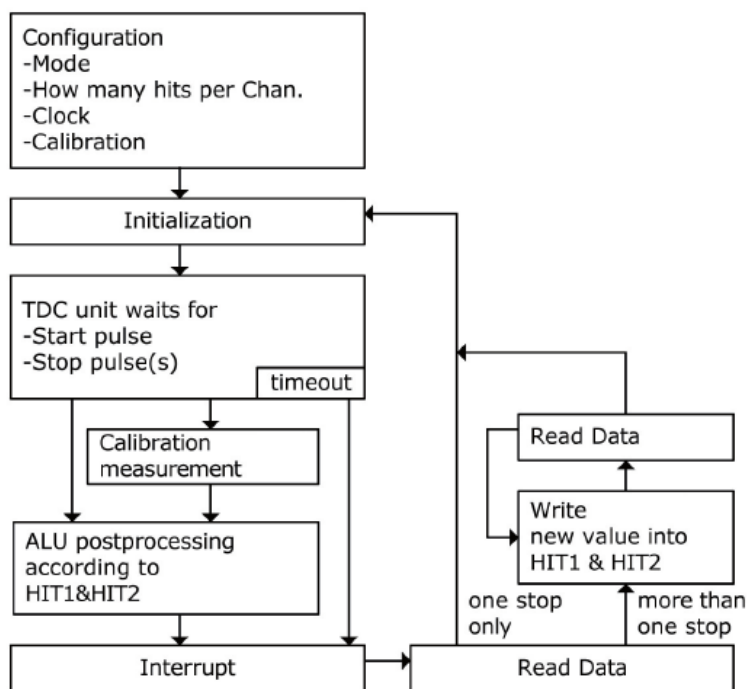 Configuration
-Mode
-How many hits per Chan.
-Clock
-Calibration
Initialization
TDC unit waits for
-Start pulse
-Stop pulse(s)
timeout
Calibration
measurement
ALU postprocessing
according to
HIT1&HIT2
Interrupt
Read Data
Write
new value into
HIT1 & HIT2
one stop
only
more than
one stop
Read Data